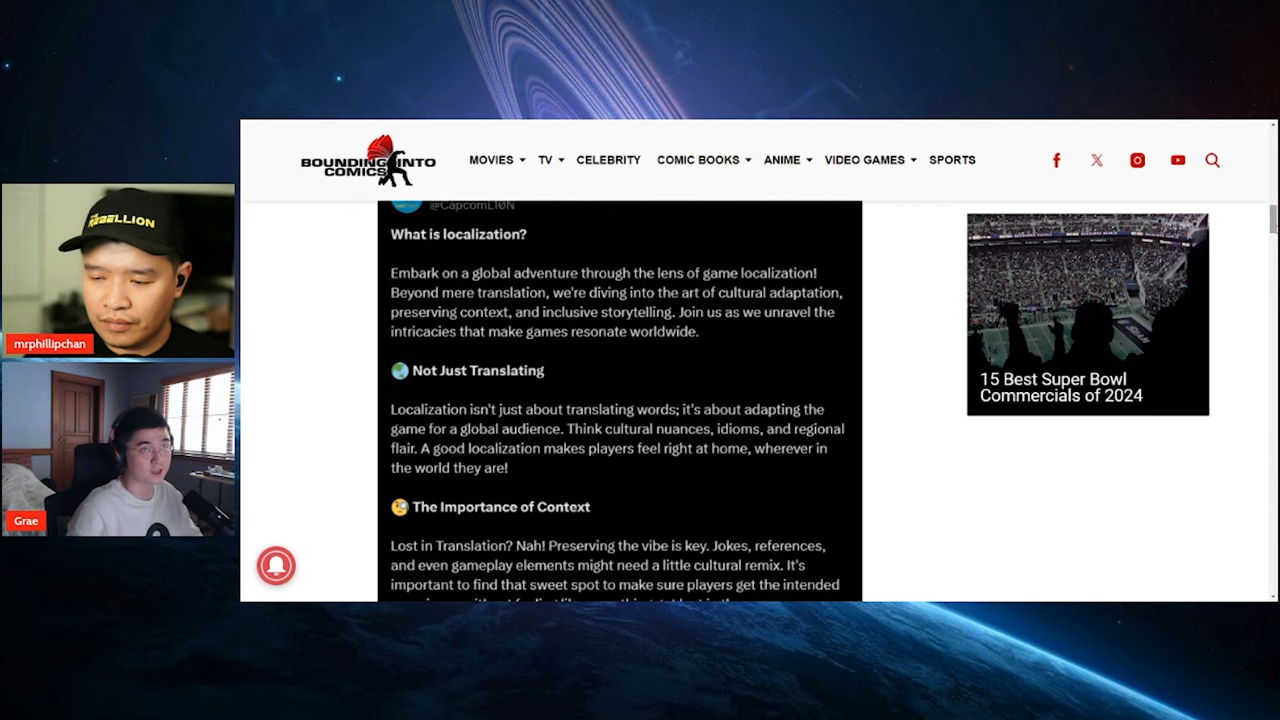 BOUNDING INTO
COMICS
MOVIES TV CELEBRITY COMIC BOOKS ANIME VIDEO GAMES SPORTS
@CapcomL10N
What is localization?
Embark on a global adventure through the lens of game localization!
Beyond mere translation, we're diving into the art of cultural adaptation,
preserving context, and inclusive storytelling. Join us as we unravel the
intricacies that make games resonate worldwide.
🌏 Not Just Translating
Localization isn't just about translating words; it's about adapting the
game for a global audience. Think cultural nuances, idioms, and regional
flair. A good localization makes players feel right at home, wherever in
the world they are!
🧐 The Importance of Context
Lost in Translation? Nah! Preserving the vibe is key. Jokes, references,
and even gameplay elements might need a little cultural remix. It's
important to find that sweet spot to make sure players get the intended
15 Best Super Bowl
Commercials of 2024
REBELLION
mrphillipchan
Grae